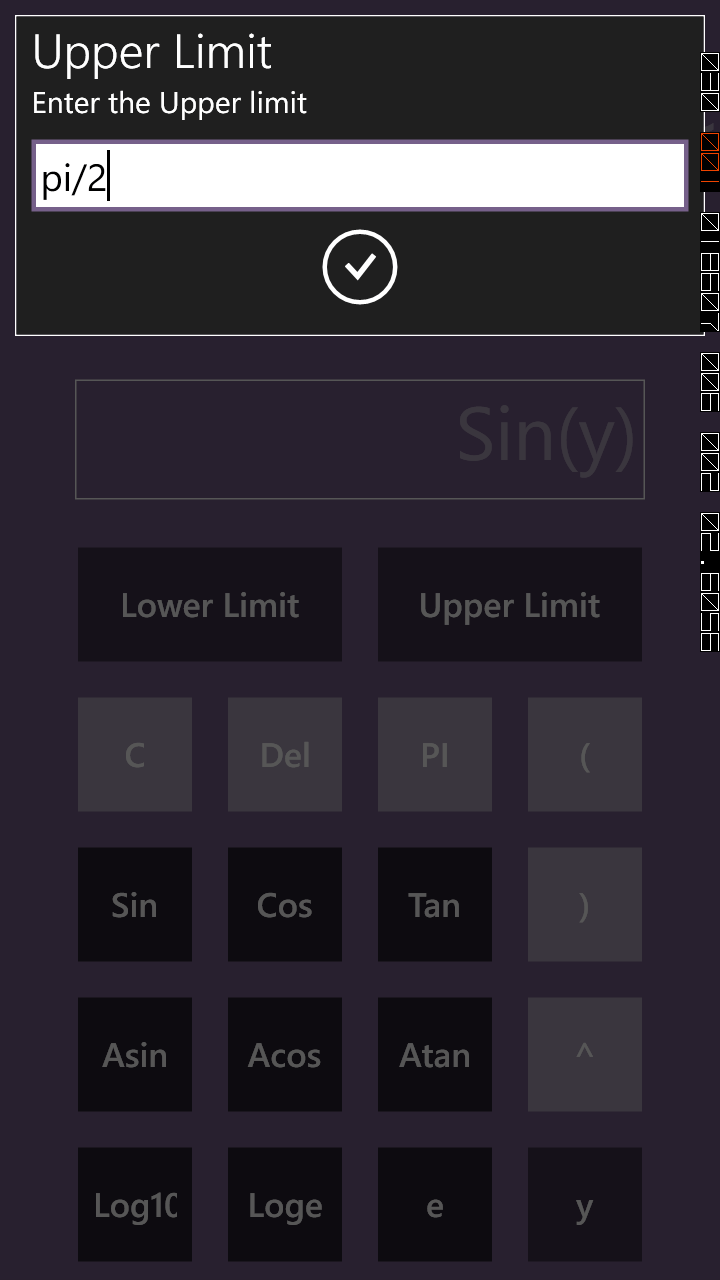 Upper Limit
Enter the Upper limit
pi/2
Sin(y)
Lower Limit Upper Limit
C Del PI (
Sin Cos Tan )
Asin Acos Atan ^
Log10 Loge e y